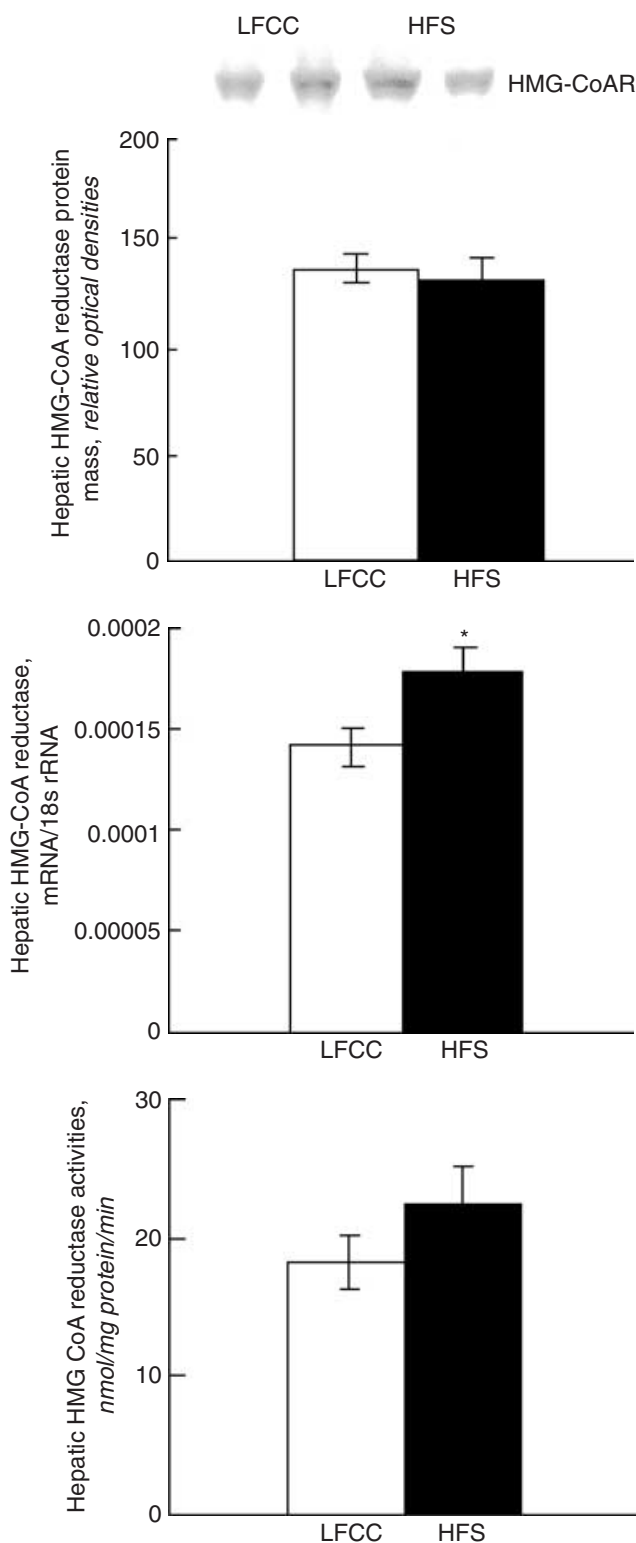 LFCC HFS
HMG-CoAR
Hepatic HMG-CoA reductase protein
mass, relative optical densities
200
150
100
50
0
LFCC HFS
Hepatic HMG-CoA reductase,
mRNA/18s rRNA
0.0002
0.00015
0.0001
0.00005
0
*
LFCC HFS
Hepatic HMG CoA reductase activities,
nmol/mg protein/min
30
20
10
0
LFCC HFS